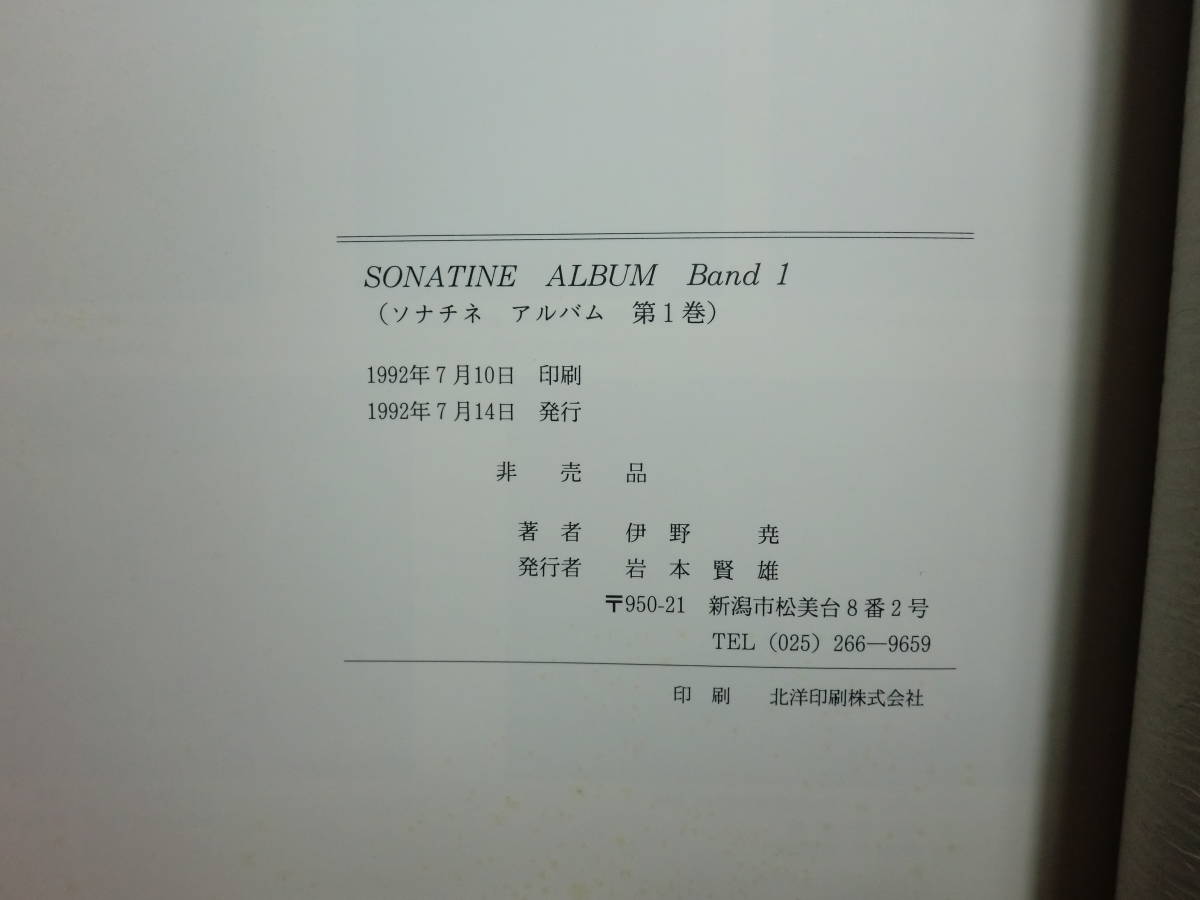 SONATINE ALBUM Band 1
（ソナチネ アルバム 第1巻）
1992年7月10日 印刷
1992年7月14日 発行
非売品
著者 伊野 尭
発行者 岩本賢雄
〒950-21 新潟市松美台8番2号
TEL（025）266―9659
印刷 北洋印刷株式会社